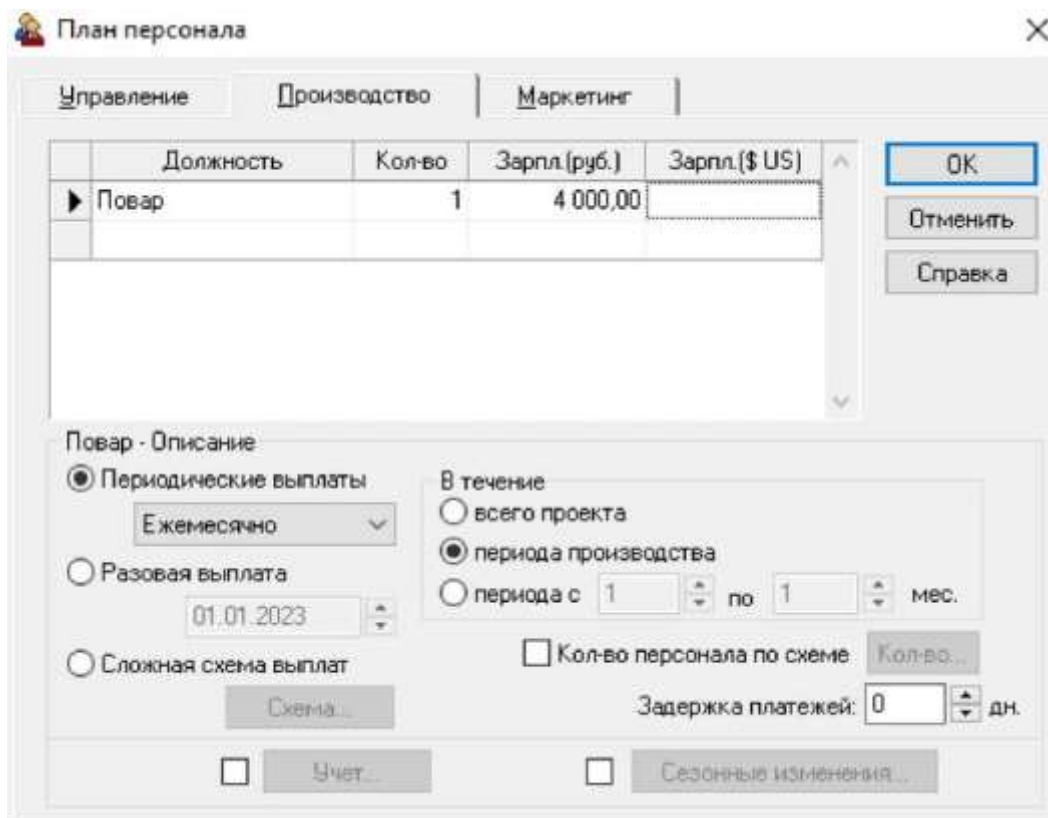 План персонала
Управление Производство Маркетинг
Должность Кол-во Зарпл.(руб.) Зарпл.($ US)
Повар 1 4 000,00
OK
Отменить
Справка
Повар - Описание
Периодические выплаты
Ежемесячно
Разовая выплата
01.01.2023
Сложная схема выплат
Схема...
В течение
всего проекта
периода производства
периода с 1 по 1 мес.
Кол-во персонала по схеме Кол-во...
Задержка платежей: 0 дн.
Учет... Сезонные изменения...